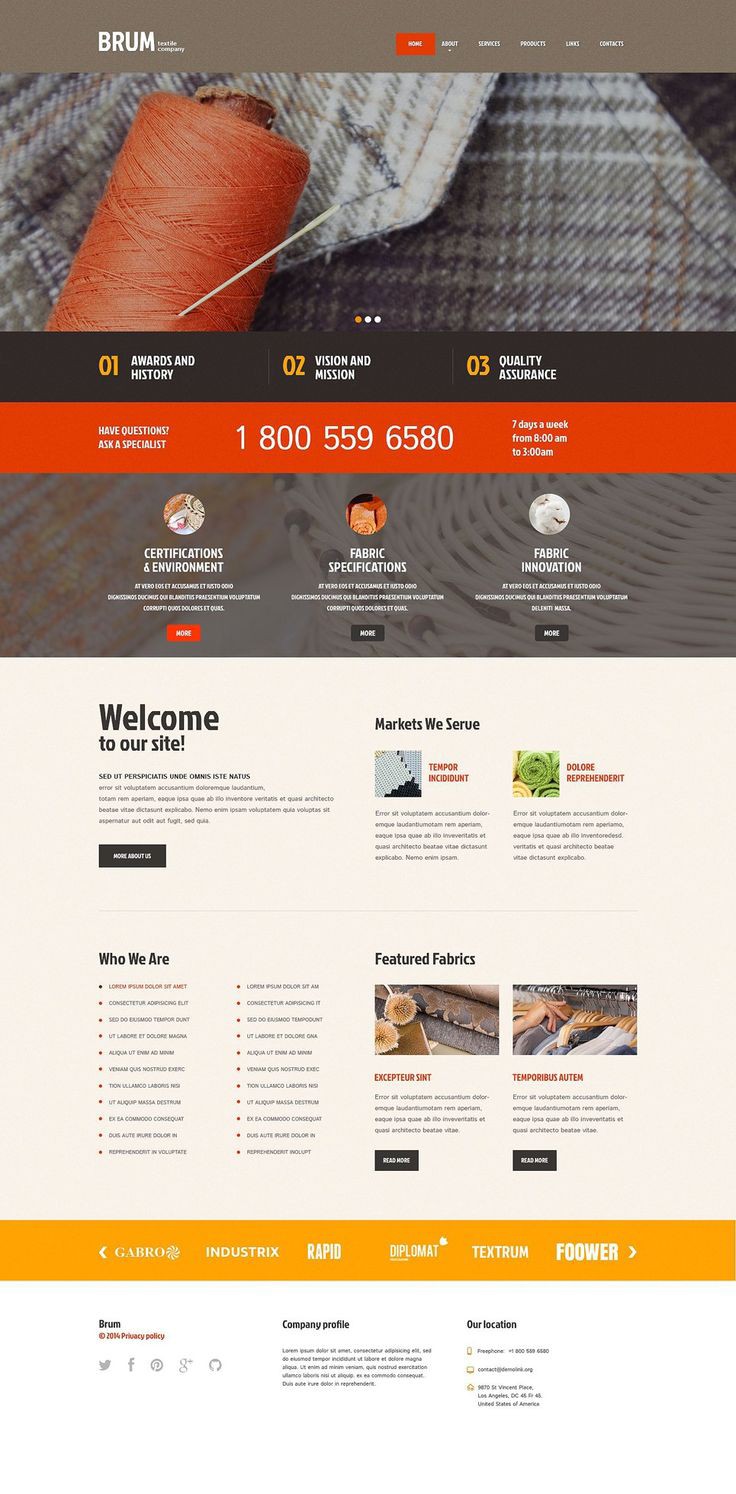 BRUM textile
company
HOME ABOUT SERVICES PRODUCTS LINKS CONTACTS
01 AWARDS AND
HISTORY
02 VISION AND
MISSION
03 QUALITY
ASSURANCE
HAVE QUESTIONS?
ASK A SPECIALIST
1 800 559 6580
7 days a week
from 8:00 am
to 3:00am
CERTIFICATIONS
& ENVIRONMENT
AT VERO EOS ET ACCUSAMUS ET IUSTO ODIO
DIGNISSIMOS DUCIMUS QUI BLANDITIIS PRAESENTIUM VOLUPTATUM
CORRUPTI QUOS DOLORES ET QUAS.
MORE
FABRIC
SPECIFICATIONS
AT VERO EOS ET ACCUSAMUS ET IUSTO ODIO
DIGNISSIMOS DUCIMUS QUI BLANDITIIS PRAESENTIUM VOLUPTATUM
CORRUPTI QUOS DOLORES ET QUAS.
MORE
FABRIC
INNOVATION
AT VERO EOS ET ACCUSAMUS ET IUSTO ODIO
DIGNISSIMOS DUCIMUS QUI BLANDITIIS PRAESENTIUM VOLUPTATUM
DELENITI MASSA.
MORE
Welcome
to our site!
SED UT PERSPICIATIS UNDE OMNIS ISTE NATUS
error sit voluptatem accusantium doloremque laudantium,
totam rem aperiam, eaque ipsa quae ab illo inventore veritatis et quasi architecto
beatae vitae dictasunt explicabo. Nemo enim ipsam voluptatem quia voluptas sit
aspernatur aut odit aut fugit, sed quia.
MORE ABOUT US
Markets We Serve
TEMPOR
INCIDIDUNT
Error sit voluptatem accusantium dolor-
emque laudantiumotam rem aperiam,
eaque ipsa quae ab illo inveveritatis et
quasi architecto beatae vitae dictasunt
explicabo. Nemo enim ipsam.
DOLORE
REPREHENDERIT
Error sit voluptatem accusantium dolor-
emque laudantiumotam rem aperiamo,
eaque ipsa quae ab illo inventoredesd.
veritatis et quasi architecto beatae
vitae dictasunt explicabo.
Who We Are
LOREM IPSUM DOLOR SIT AMET
CONSECTETUR ADIPISICING ELIT
SED DO EIUSMOD TEMPOR DUNT
UT LABORE ET DOLORE MAGNA
ALIQUA UT ENIM AD MINIM
VENIAM QUIS NOSTRUD EXERC
TION ULLAMCO LABORIS NISI
UT ALIQUIP MASSA DESTRUM
EX EA COMMODO CONSEQUAT
DUIS AUTE IRURE DOLOR IN
REPREHENDERIT IN VOLUPTATE
LOREM IPSUM DOLOR SIT AM
CONSECTETUR ADIPISICING IT
SED DO EIUSMOD TEMPODUNT
UT LABORE ET DOLORE GNA
ALIQUA UT ENIM AD MINIM
VENIAM QUIS NOSTRUD EXEC
TION ULLAMCO LABORIS NISI
UT ALIQUIP MASSA DESTRUM
EX EA COMMODO CONSEQUAT
DUIS AUTE IRURE DOLOR IN
REPREHENDERIT INOLUPT
Featured Fabrics
EXCEPTEUR SINT
Error sit voluptatem accusantium dolor-
emque laudantiumotam rem aperiam,
eaque ipsa quae ab illo inveveritatis et
quasi architecto beatae vitae.
READ MORE
TEMPORIBUS AUTEM
Error sit voluptatem accusantium dolor-
emque laudantiumotam rem aperiam,
eaque ipsa quae ab illo inveveritatis et
quasi architecto beatae vitae.
READ MORE
GABRO INDUSTRIX RAPID DIPLOMAT TEXTRUM FOOWER
Brum
© 2014 Privacy policy
Company profile
Lorem ipsum dolor sit amet, consectetur adipisicing elit, sed
do eiusmod tempor incididunt ut labore et dolore magna
aliqua. Ut enim ad minim veniam, quis nostrud exercitation
ullamco laboris nisi ut aliquip. ex ea commodo consequat.
Duis aute irure dolor in reprehenderit.
Our location
Freephone: +1 800 559 6580
contact@demolink.org
9870 St Vincent Place,
Los Angeles, DC 45 Fr 45.
United States of America